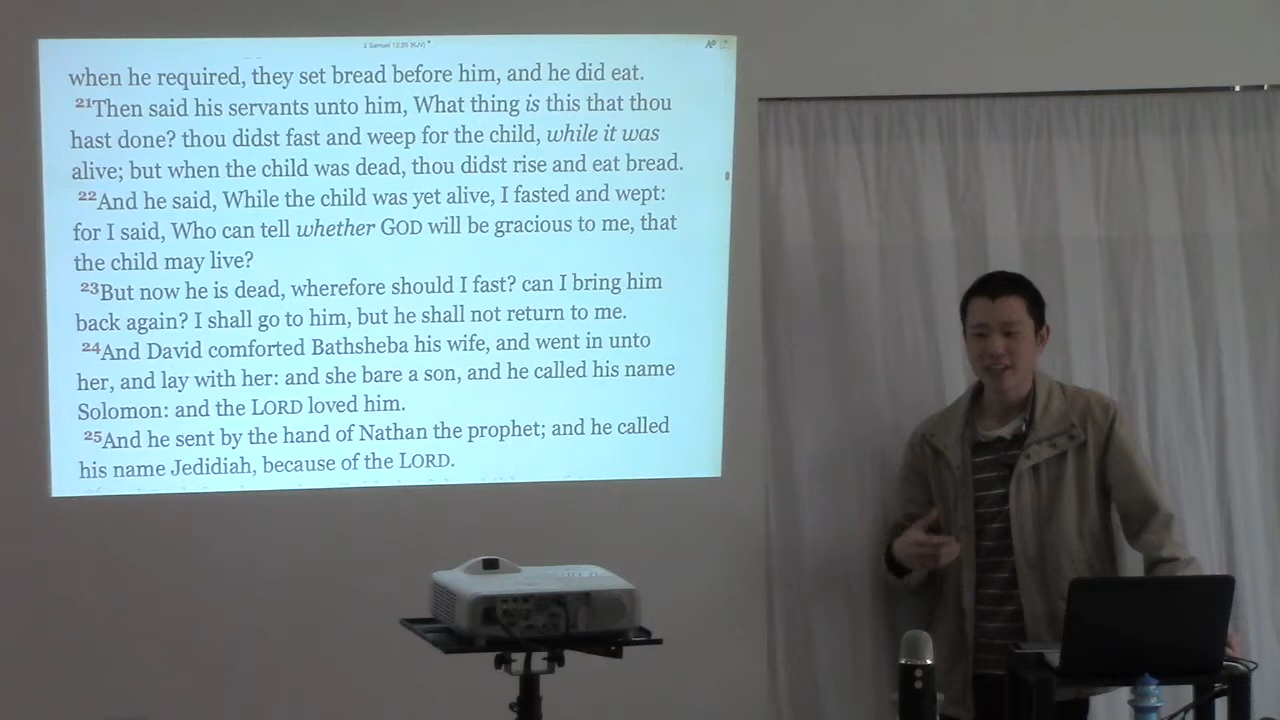 2 Samuel 12:20 (KJV)
when he required, they set bread before him, and he did eat.
21Then said his servants unto him, What thing is this that thou
hast done? thou didst fast and weep for the child, while it was
alive; but when the child was dead, thou didst rise and eat bread.
22And he said, While the child was yet alive, I fasted and wept:
for I said, Who can tell whether GOD will be gracious to me, that
the child may live?
23But now he is dead, wherefore should I fast? can I bring him
back again? I shall go to him, but he shall not return to me.
24And David comforted Bathsheba his wife, and went in unto
her, and lay with her: and she bare a son, and he called his name
Solomon: and the LORD loved him.
25And he sent by the hand of Nathan the prophet; and he called
his name Jedidiah, because of the LORD.